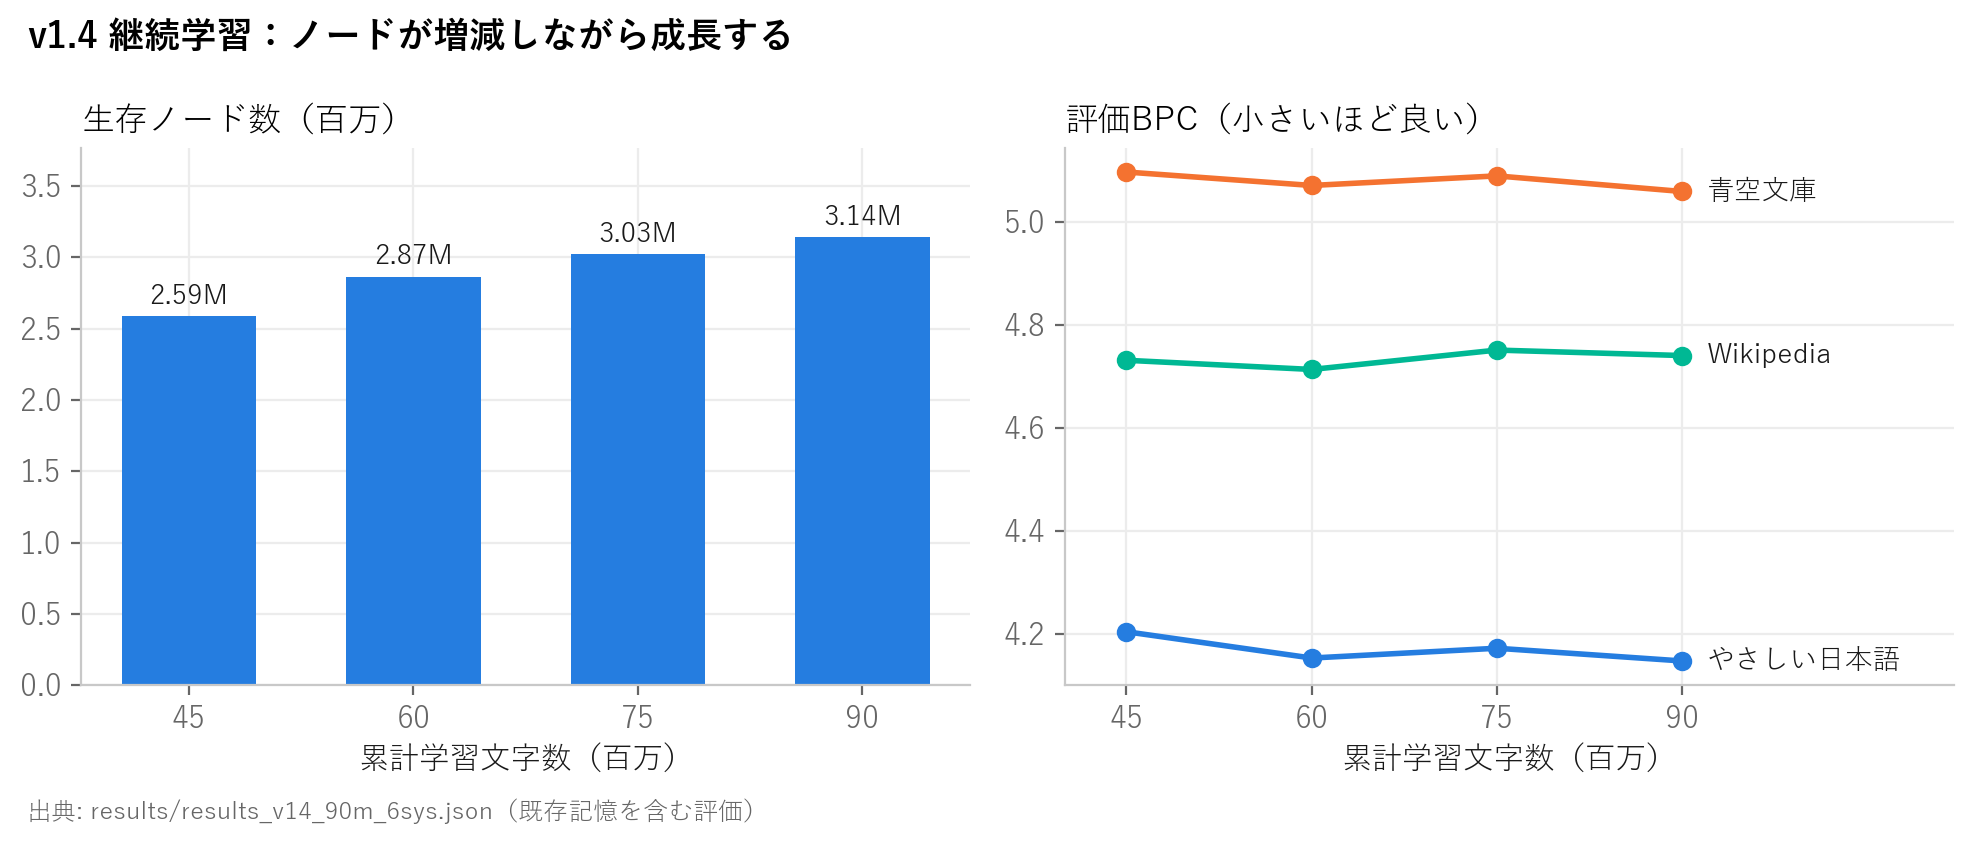 v1.4 継続学習：ノードが増減しながら成長する
生存ノード数（百万）
3.5
3.0
2.5
2.0
1.5
1.0
0.5
0.0
2.59M
2.87M
3.03M
3.14M
45
60
75
90
累計学習文字数（百万）
評価BPC（小さいほど良い）
5.0
4.8
4.6
4.4
4.2
青空文庫
Wikipedia
やさしい日本語
45
60
75
90
累計学習文字数（百万）
出典: results/results_v14_90m_6sys.json（既存記憶を含む評価）